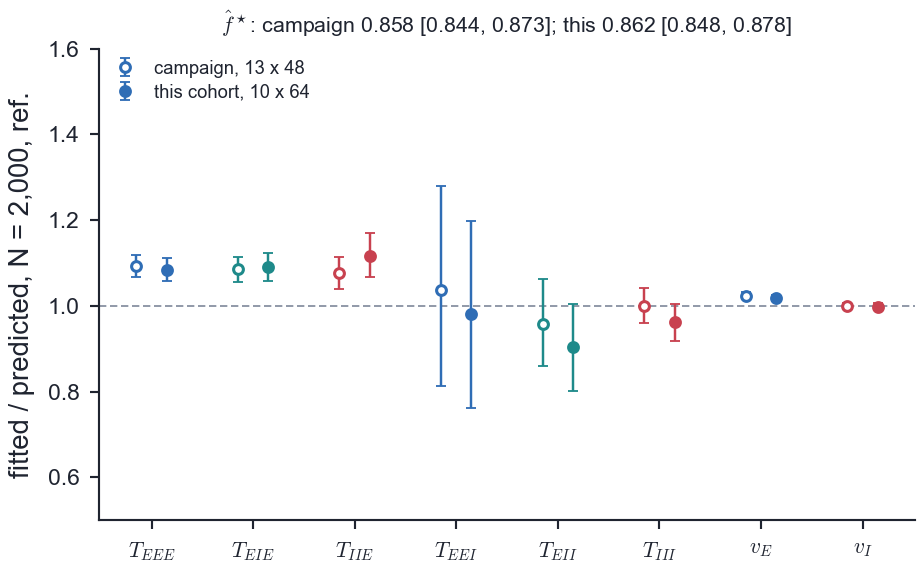 f̂⋆: campaign 0.858 [0.844, 0.873]; this 0.862 [0.848, 0.878]
campaign, 13 x 48
this cohort, 10 x 64
fitted / predicted, N = 2,000, ref.
1.6
1.4
1.2
1.0
0.8
0.6
T_EEE T_EIE T_IIE T_EEI T_EII T_III v_E v_I